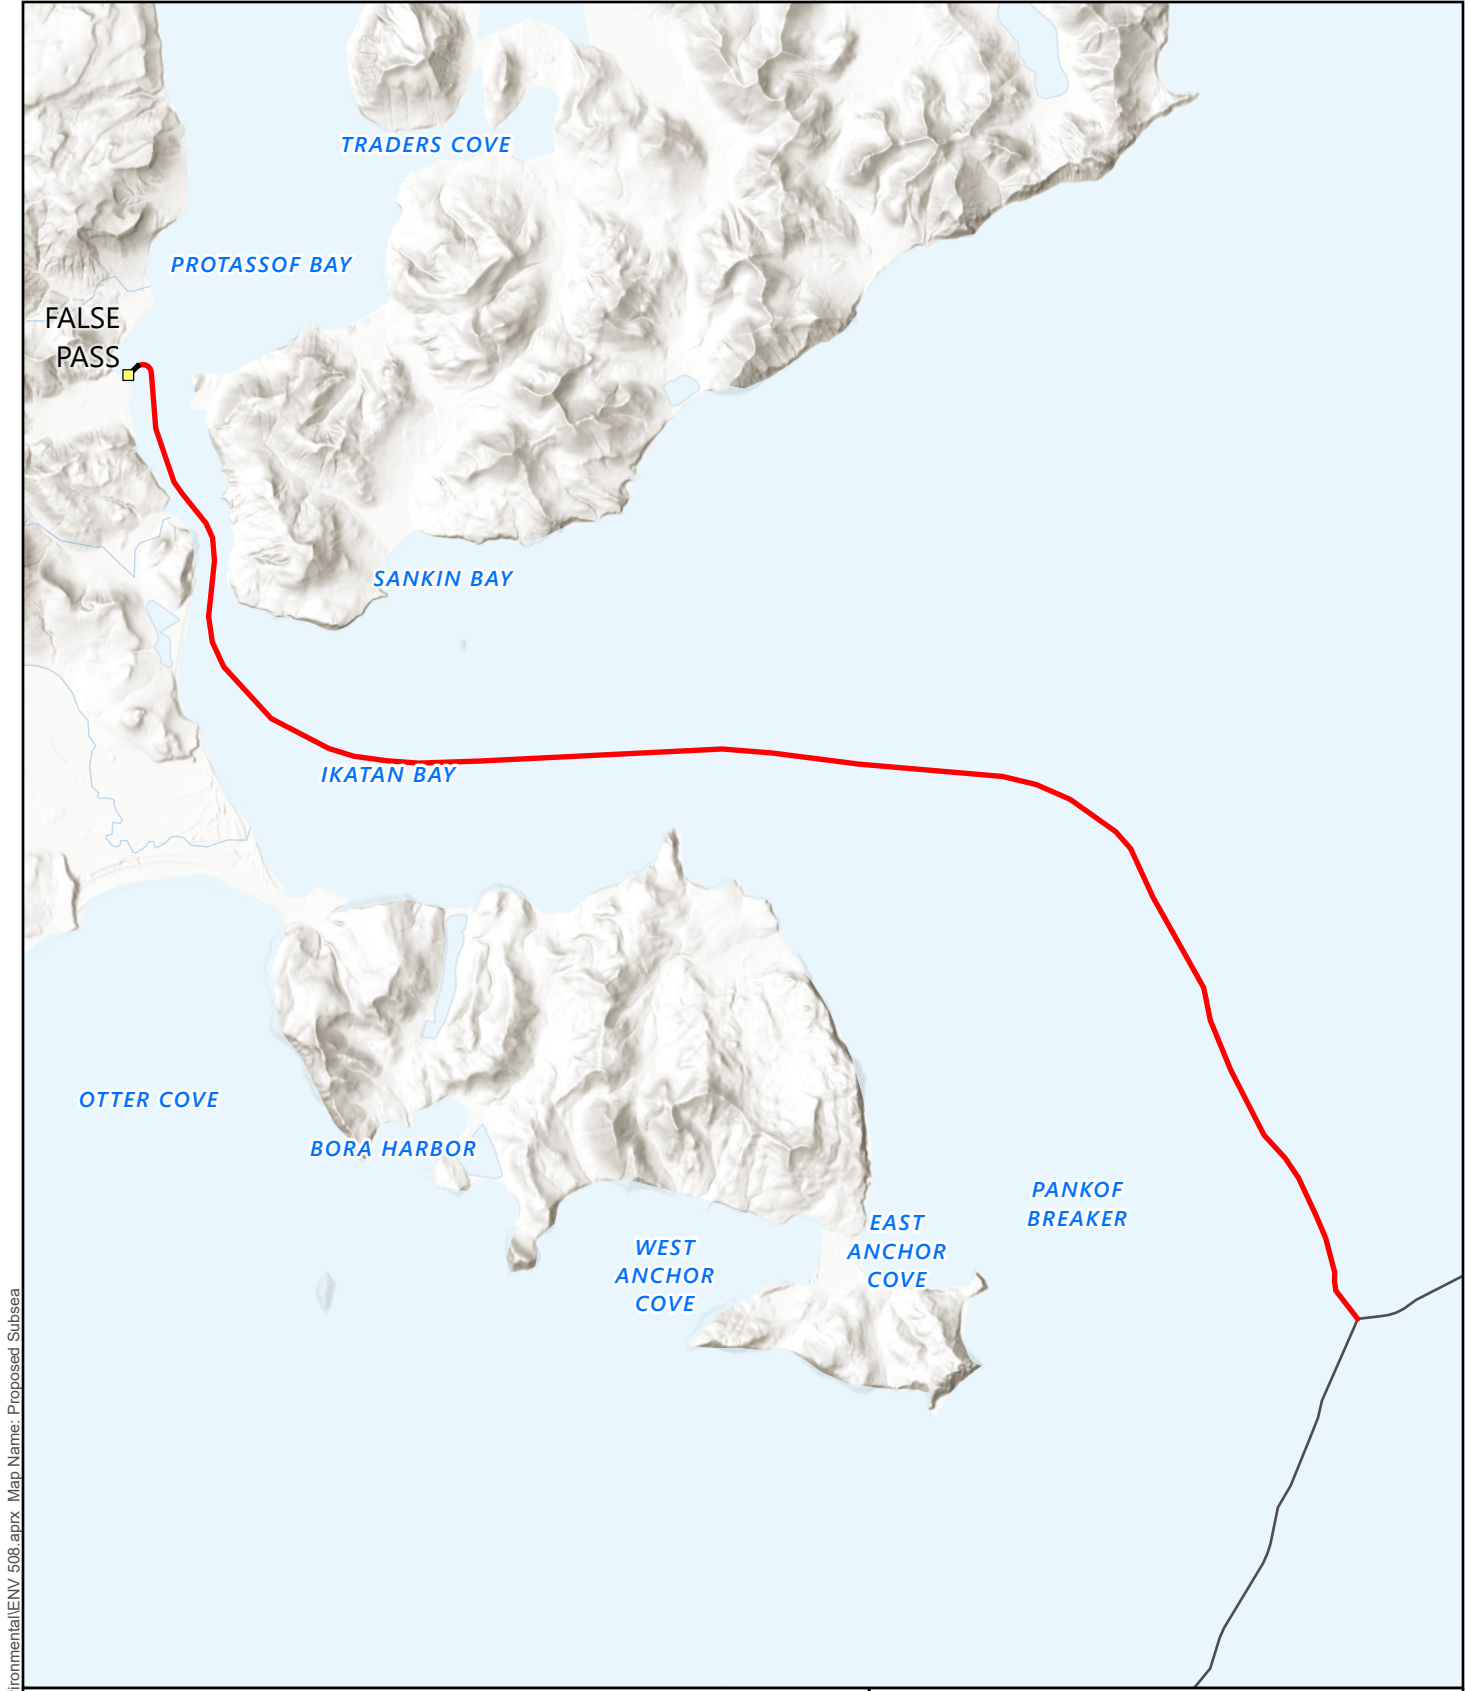 TRADERS COVE
PROTASSOF BAY
FALSE
PASS
SANKIN BAY
IKATAN BAY
OTTER COVE
BORA HARBOR
PANKOF
BREAKER
EAST
ANCHOR
COVE
WEST
ANCHOR
COVE
ironmental\ENV 508.aprx Map Name: Proposed Subsea